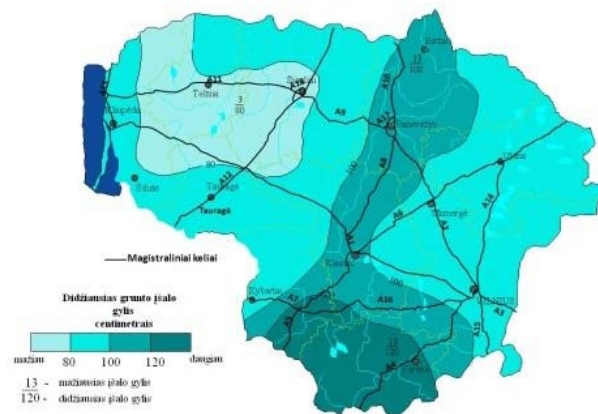 Biržai
13
100
A10
A11
A11
Telšiai
Šiauliai
A18
3
80
A9
A17
Panevėžys
Klaipėda
Utena
80
100
A8
Šilutė
Tauragė
A12
Tauragė
A14
A6
A2
A1
Magistraliniai keliai
Kaunas
100
Kybartai
A7
A16
VILNIUS
A3
A5
A15
Didžiausias grunto įšalo
gylis
centimetrais
13
120
Varėna
A4
mažiau 80 100 120 daugiau
13 - mažiausias įšalo gylis
120 - didžiausias įšalo gylis